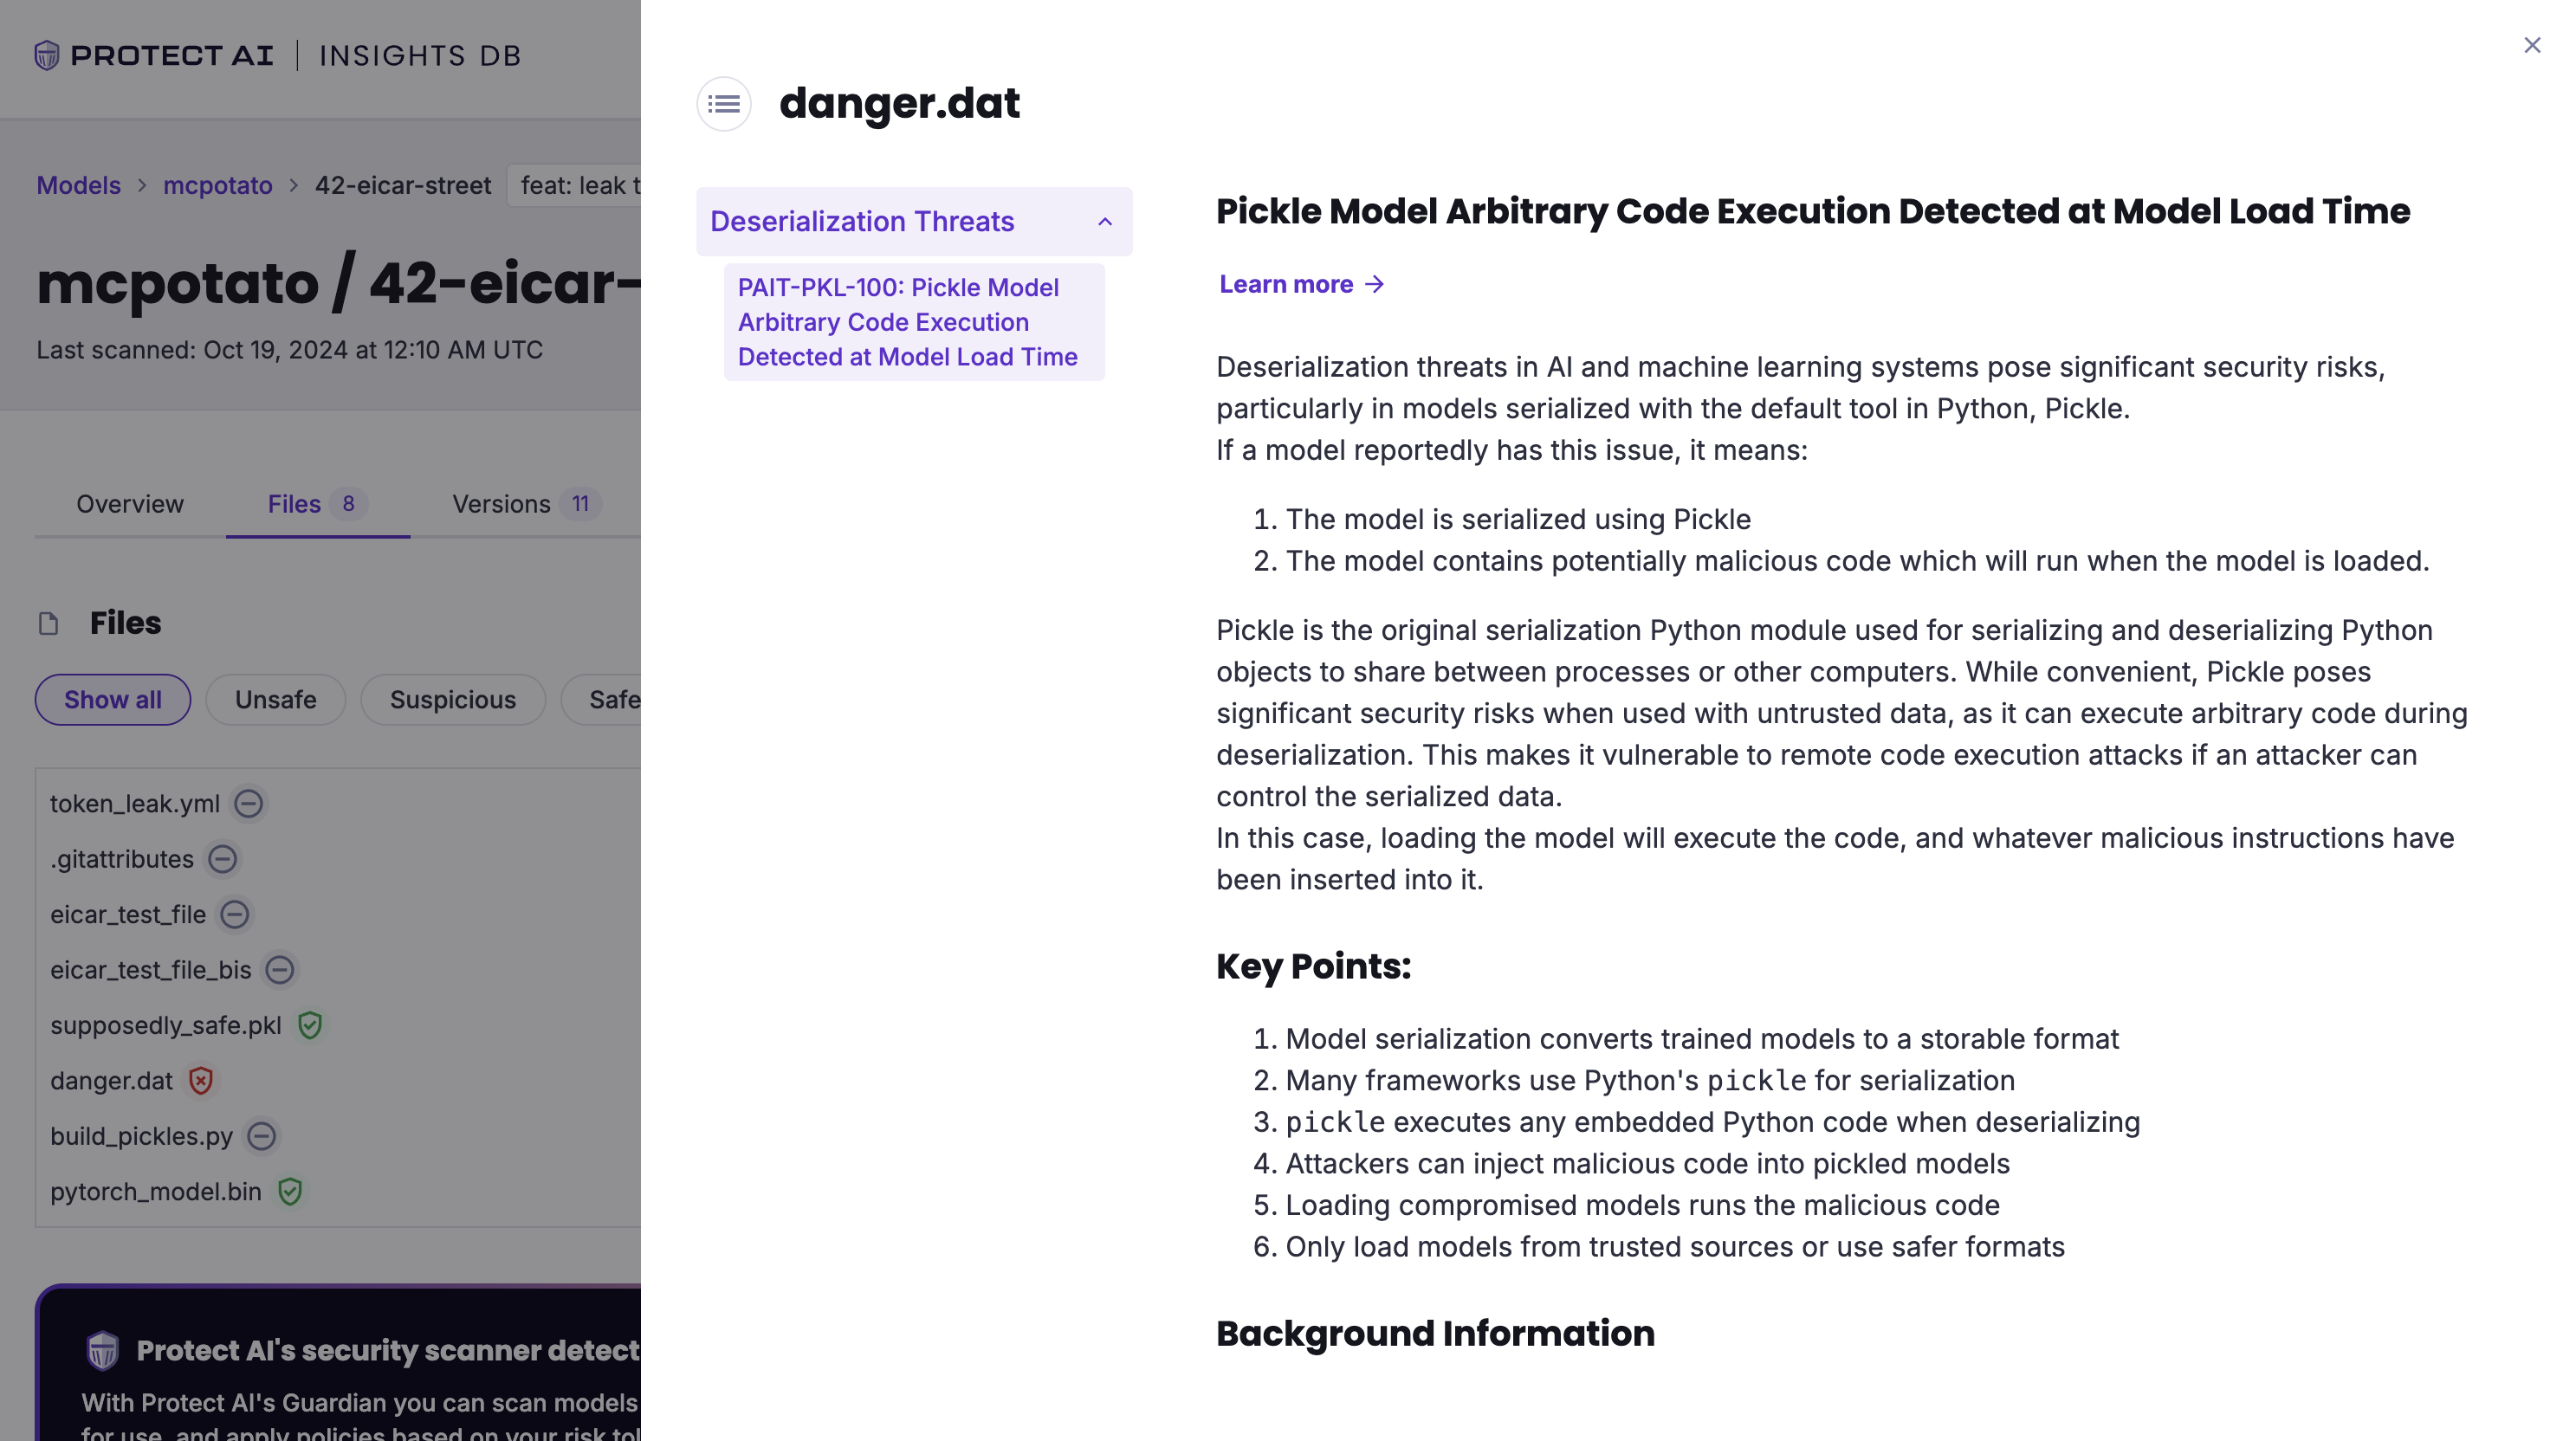 PROTECT AI | INSIGHTS DB
Models > mcpotato > 42-eicar-street feat: leak t
mcpotato / 42-eicar-
Last scanned: Oct 19, 2024 at 12:10 AM UTC
Overview Files 8 Versions 11
Files
Show all Unsafe Suspicious Safe
token_leak.yml
.gitattributes
eicar_test_file
eicar_test_file_bis
supposedly_safe.pkl
danger.dat
build_pickles.py
pytorch_model.bin
Protect AI's security scanner detect
With Protect AI's Guardian you can scan models
for use, and apply policies based on your risk tol
danger.dat
Deserialization Threats
PAIT-PKL-100: Pickle Model
Arbitrary Code Execution
Detected at Model Load Time
Pickle Model Arbitrary Code Execution Detected at Model Load Time
Learn more →
Deserialization threats in AI and machine learning systems pose significant security risks,
particularly in models serialized with the default tool in Python, Pickle.
If a model reportedly has this issue, it means:
1. The model is serialized using Pickle
2. The model contains potentially malicious code which will run when the model is loaded.
Pickle is the original serialization Python module used for serializing and deserializing Python
objects to share between processes or other computers. While convenient, Pickle poses
significant security risks when used with untrusted data, as it can execute arbitrary code during
deserialization. This makes it vulnerable to remote code execution attacks if an attacker can
control the serialized data.
In this case, loading the model will execute the code, and whatever malicious instructions have
been inserted into it.
Key Points:
1. Model serialization converts trained models to a storable format
2. Many frameworks use Python's pickle for serialization
3. pickle executes any embedded Python code when deserializing
4. Attackers can inject malicious code into pickled models
5. Loading compromised models runs the malicious code
6. Only load models from trusted sources or use safer formats
Background Information